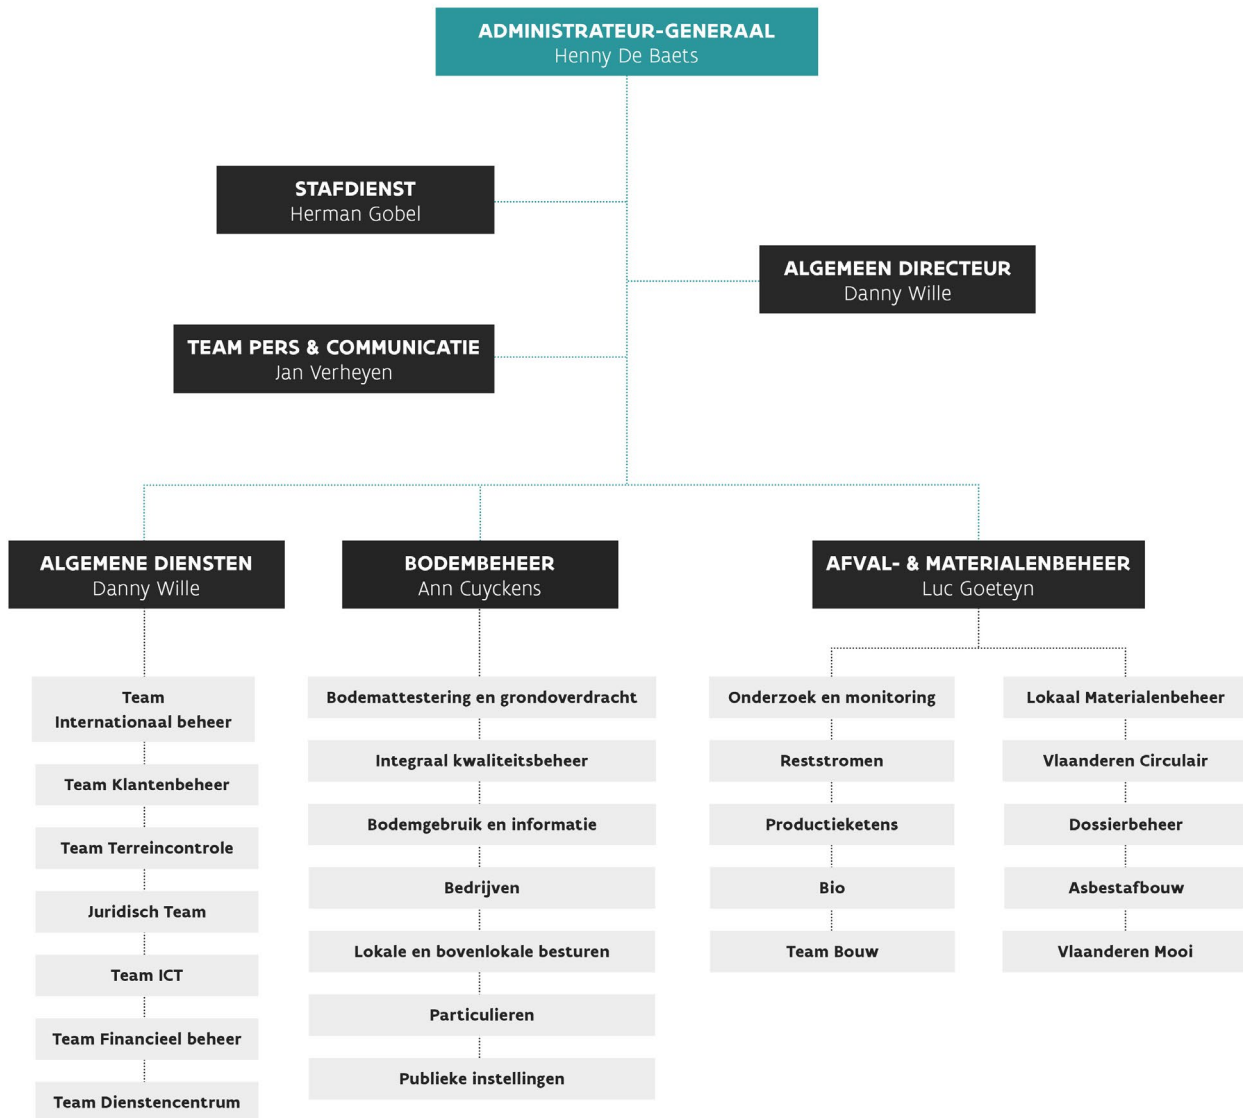 ADMINISTRATEUR-GENERAAL
Henny De Baets
STAFDIENST
Herman Gobel
ALGEMEEN DIRECTEUR
Danny Wille
TEAM PERS & COMMUNICATIE
Jan Verheyen
ALGEMENE DIENSTEN
Danny Wille
Team
Internationaal beheer
Team Klantenbeheer
Team Terreincontrole
Juridisch Team
Team ICT
Team Financieel beheer
Team Dienstencentrum
BODEMBEHEER
Ann Cuyckens
Bodemattestering en grondoverdracht
Integraal kwaliteitsbeheer
Bodemgebruik en informatie
Bedrijven
Lokale en bovenlokale besturen
Particulieren
Publieke instellingen
AFVAL- & MATERIALENBEHEER
Luc Goeteyn
Onderzoek en monitoring
Reststromen
Productieketens
Bio
Team Bouw
Lokaal Materialenbeheer
Vlaanderen Circulair
Dossierbeheer
Asbestafbouw
Vlaanderen Mooi